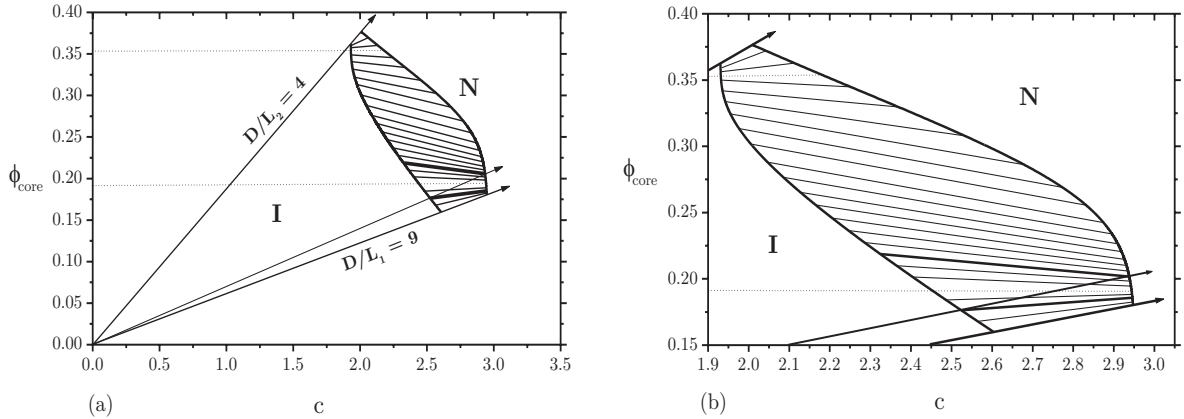 0.40
0.35
0.30
0.25
0.20
0.15
0.10
0.05
0.00
ϕcore
0.0 0.5 1.0 1.5 2.0 2.5 3.0 3.5
D/L₂ = 4
D/L₁ = 9
N
I
(a) c
0.40
0.35
0.30
0.25
0.20
0.15
ϕcore
1.9 2.0 2.1 2.2 2.3 2.4 2.5 2.6 2.7 2.8 2.9 3.0
N
I
(b) c